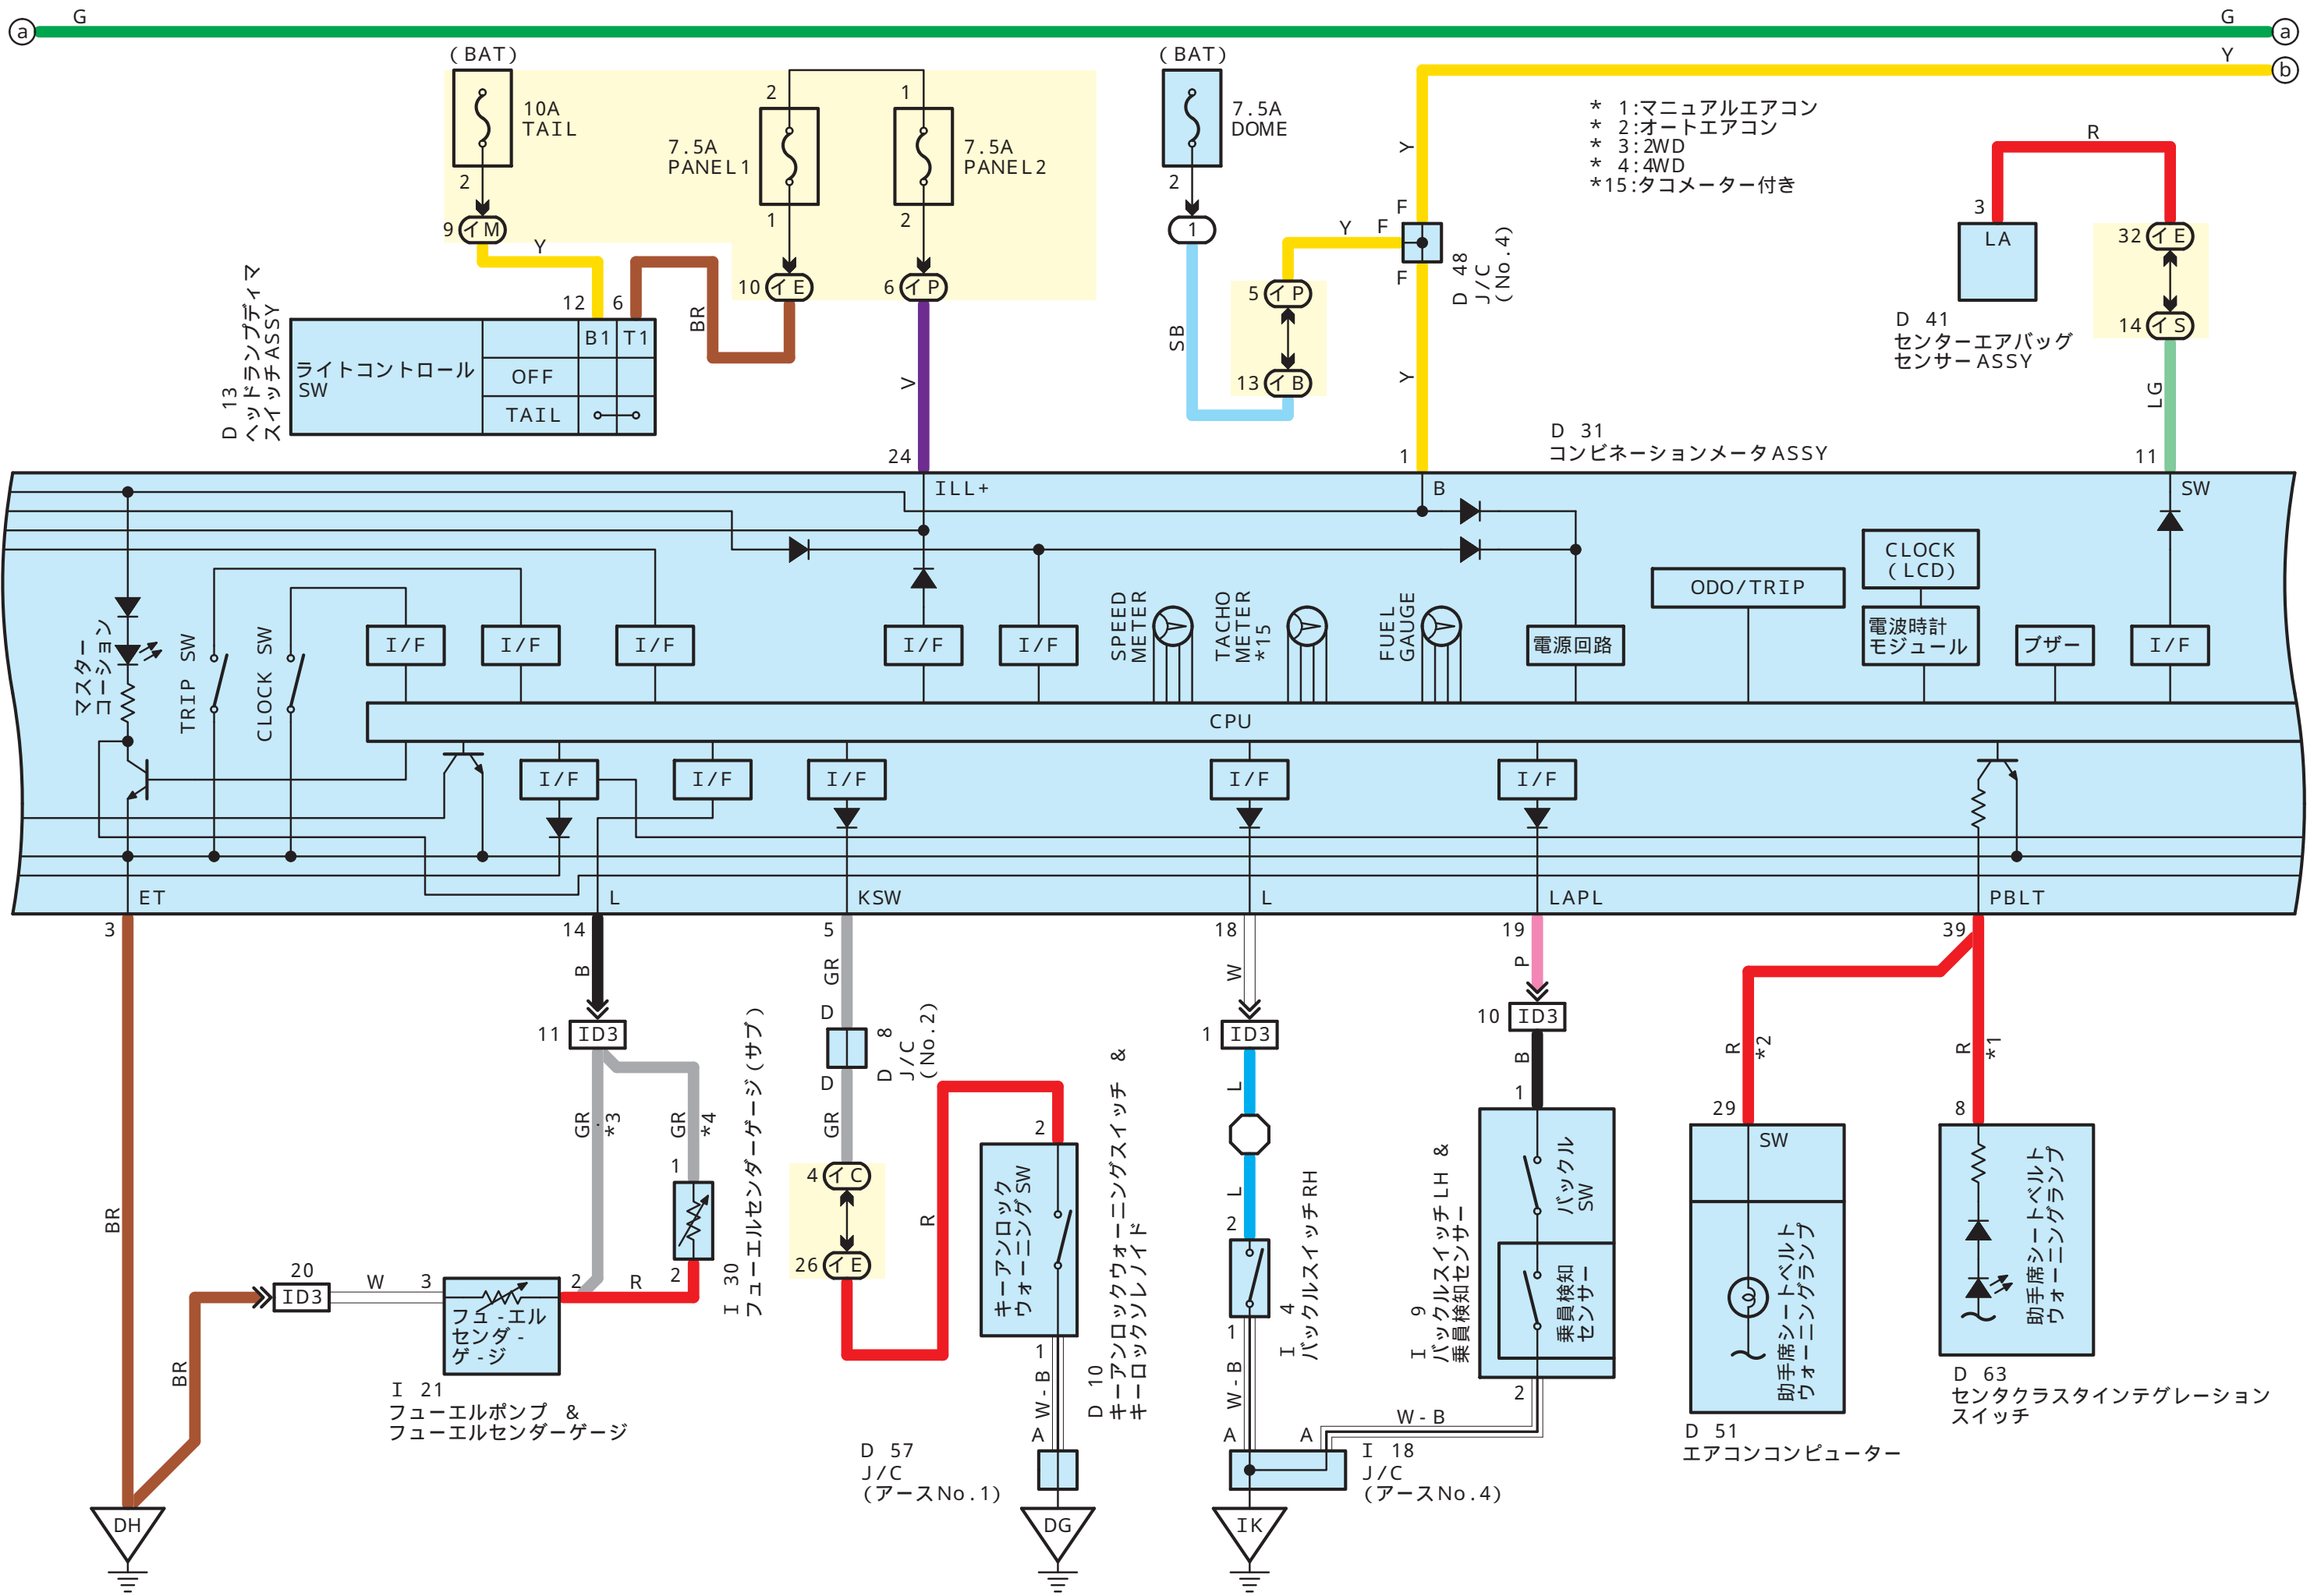 G
G
a
a
Y
b
(BAT)
10A
TAIL
2
9 イM
Y
7.5A
PANEL1
2
1
10 イE
7.5A
PANEL2
1
2
6 イP
(BAT)
7.5A
DOME
2
1
SB
Y
F
F
Y
F
Y
D 48
J/C
(No.4)
5 イP
13 イB
* 1:マニュアルエアコン
* 2:オートエアコン
* 3:2WD
* 4:4WD
*15:タコメーター付き
R
3
LA
D 41
センターエアバッグ
センサーASSY
32 イE
14 イS
LG
D 13
ヘッドランプディマ
スイッチASSY
12
6
BR
ライトコントロール
SW
B1
T1
OFF
TAIL
V
24
1
D 31
コンビネーションメータASSY
11
ILL+
B
SW
マスター
コーション
TRIP SW
CLOCK SW
I/F
I/F
I/F
I/F
I/F
SPEED
METER
TACHO
METER
*15
FUEL
GAUGE
電源回路
ODO/TRIP
CLOCK
(LCD)
電波時計
モジュール
ブザー
I/F
CPU
I/F
I/F
I/F
I/F
I/F
ET
L
KSW
L
LAPL
PBLT
3
14
5
18
19
39
BR
B
11 ID3
GR
*3
GR
*4
1
2
I 30
フューエルセンダーゲージ(サブ)
20
ID3
W
3
2
R
フュ-エル
センダ-
ゲ-ジ
I 21
フューエルポンプ &
フューエルセンダーゲージ
BR
DH
GR
D
D
GR
D 8
J/C
(No.2)
4 イC
26 イE
R
2
キーアンロック
ウォーニングSW
1
W-B
A
D 10
キーアンロックウォーニングスイッチ &
キーロックソレノイド
D 57
J/C
(アースNo.1)
DG
W
1 ID3
L
L
2
1
I 4
バックルスイッチRH
W-B
A
A
W-B
I 18
J/C
(アースNo.4)
IK
P
10 ID3
B
1
バックル
SW
乗員検知
センサー
2
I 9
バックルスイッチLH &
乗員検知センサー
R
*2
29
SW
助手席シートベルト
ウォーニングランプ
D 51
エアコンコンピューター
R
*1
8
助手席シートベルト
ウォーニングランプ
D 63
センタクラスタインテグレーション
スイッチ